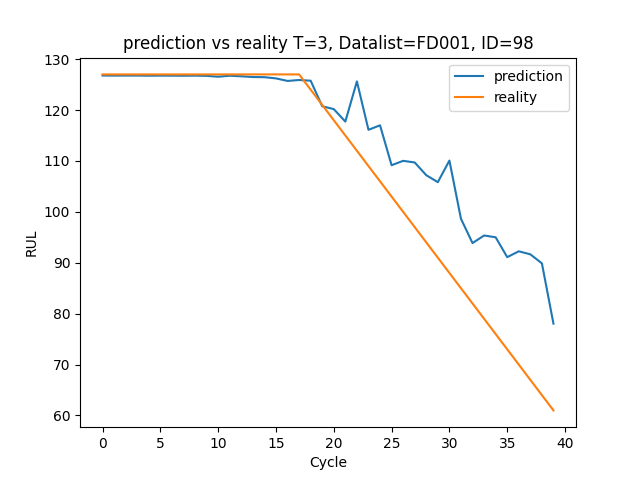 prediction vs reality T=3, Datalist=FD001, ID=98
130
120
110
100
90
80
70
60
RUL
prediction
reality
0 5 10 15 20 25 30 35 40
Cycle